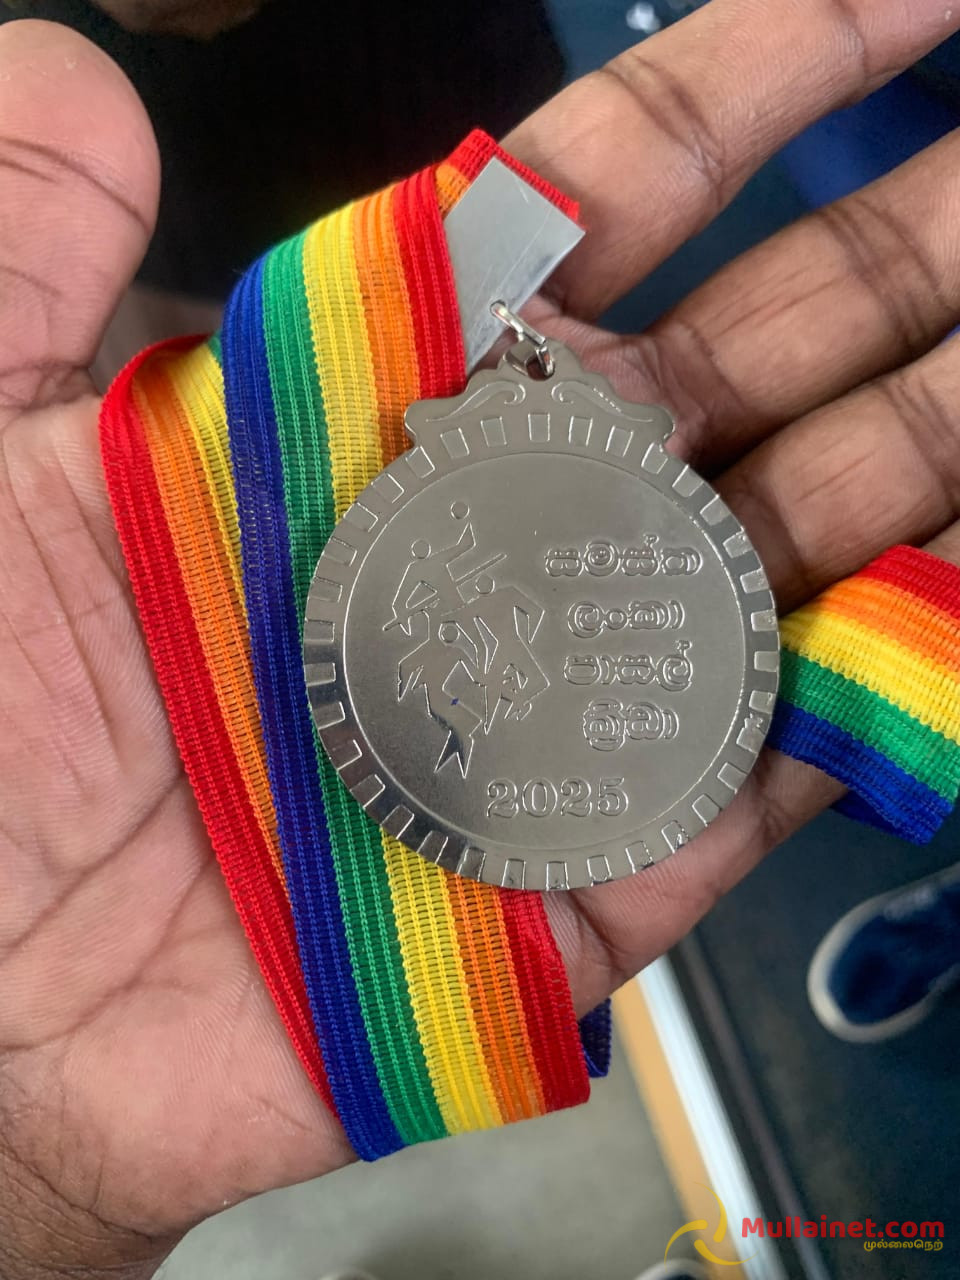 සමස්ත
ලංකා
පාසල්
ක්‍රීඩා
2025
Mullainet.com
முல்லைநெற்